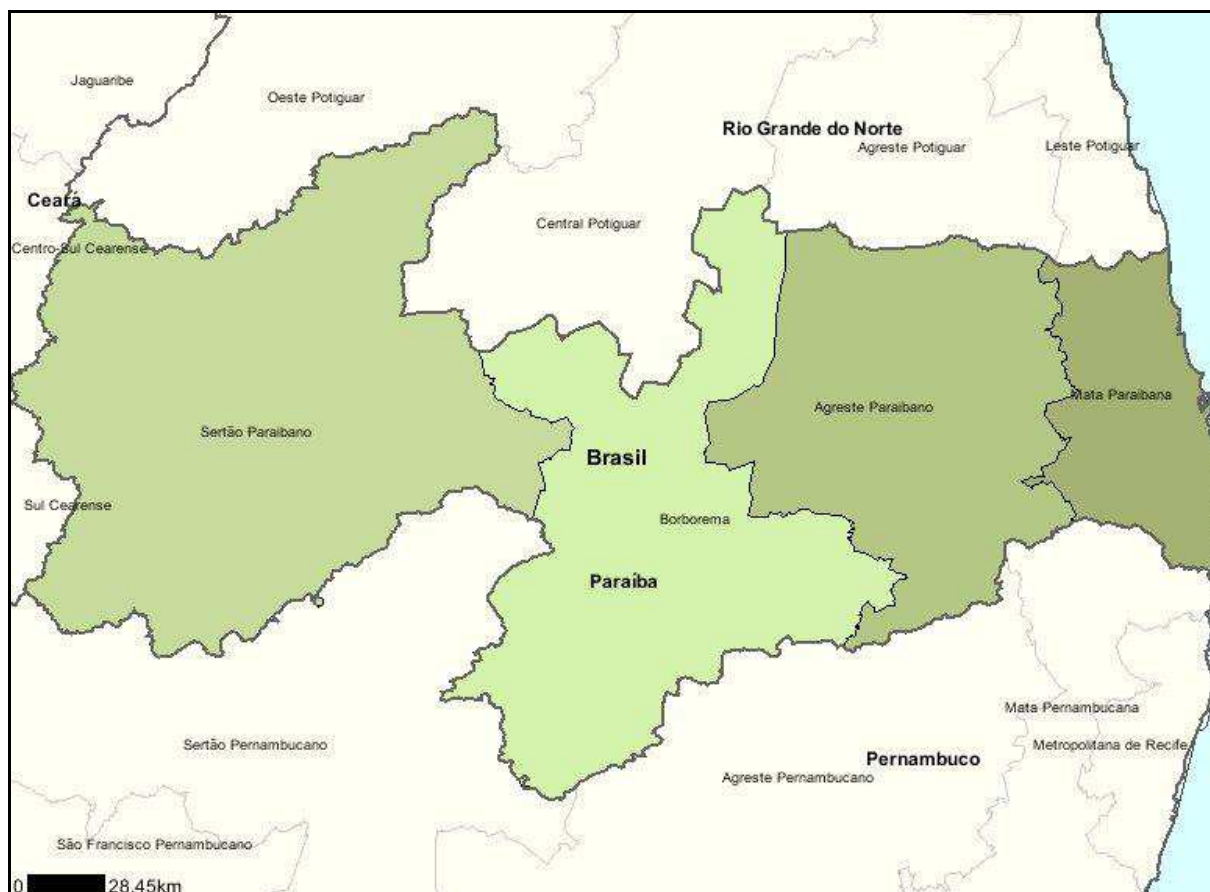 Jaguaribe
Oeste Potiguar
Rio Grande do Norte
Agreste Potiguar
Leste Potiguar
Ceará
Central Potiguar
Centro-Sul Cearense
Mata Paraibana
Agreste Paraibano
Sertão Paraibano
Brasil
Sul Cearense
Borborema
Paraíba
Mata Pernambucana
Sertão Pernambucano
Metropolitana de Recife
Pernambuco
Agreste Pernambucano
São Francisco Pernambucano
0 28.45km